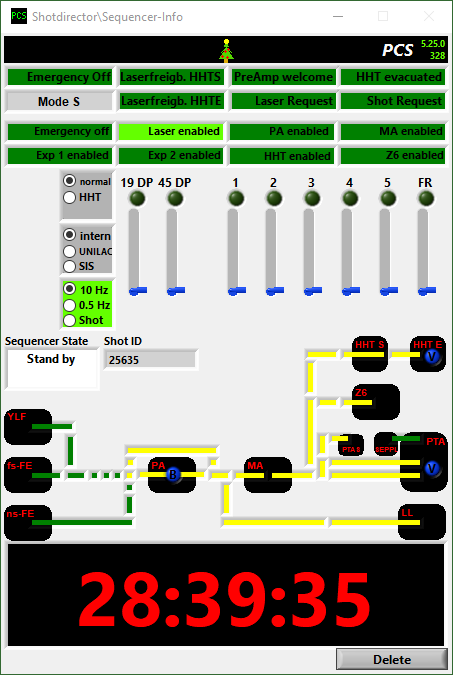 PCS Shotdirector\Sequencer-Info
PCS 5.25.0
328
Emergency Off Laserfreigb. HHTS PreAmp welcome HHT evacuated
Mode S Laserfreigb. HHTE Laser Request Shot Request
Emergency off Laser enabled PA enabled MA enabled
Exp 1 enabled Exp 2 enabled HHT enabled Z6 enabled
normal 19 DP 45 DP 1 2 3 4 5 FR
HHT
intern
UNILAC
SIS
10 Hz
0.5 Hz
Shot
Sequencer State Shot ID
Stand by 25635
HHT S HHT E
V
Z6
YLF
PTAS BEPPL PTA
fs-FE PA B MA V
ns-FE LL
28:39:35
Delete